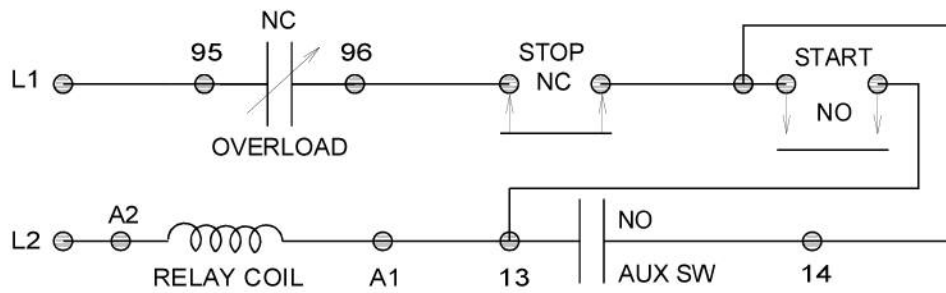 NC
95 96 STOP START
L1 NC
NO
OVERLOAD
A2 NO
L2
RELAY COIL A1 13 AUX SW 14